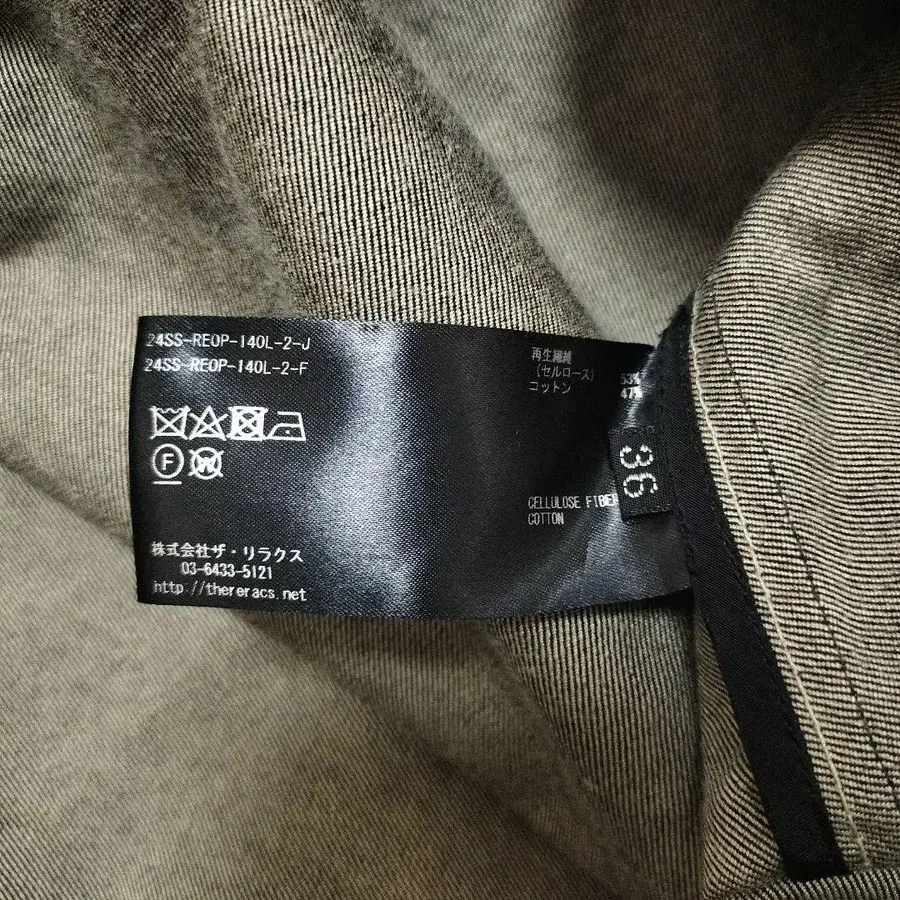 24SS-REOP-140L-2-J
24SS-REOP-140L-2-F
再生繊維
(セルロース)
コットン
53%
47%
36
CELLULOSE FIBER
COTTON
F
W
株式会社ザ・リラクス
03-6433-5121
http://thereracs.net